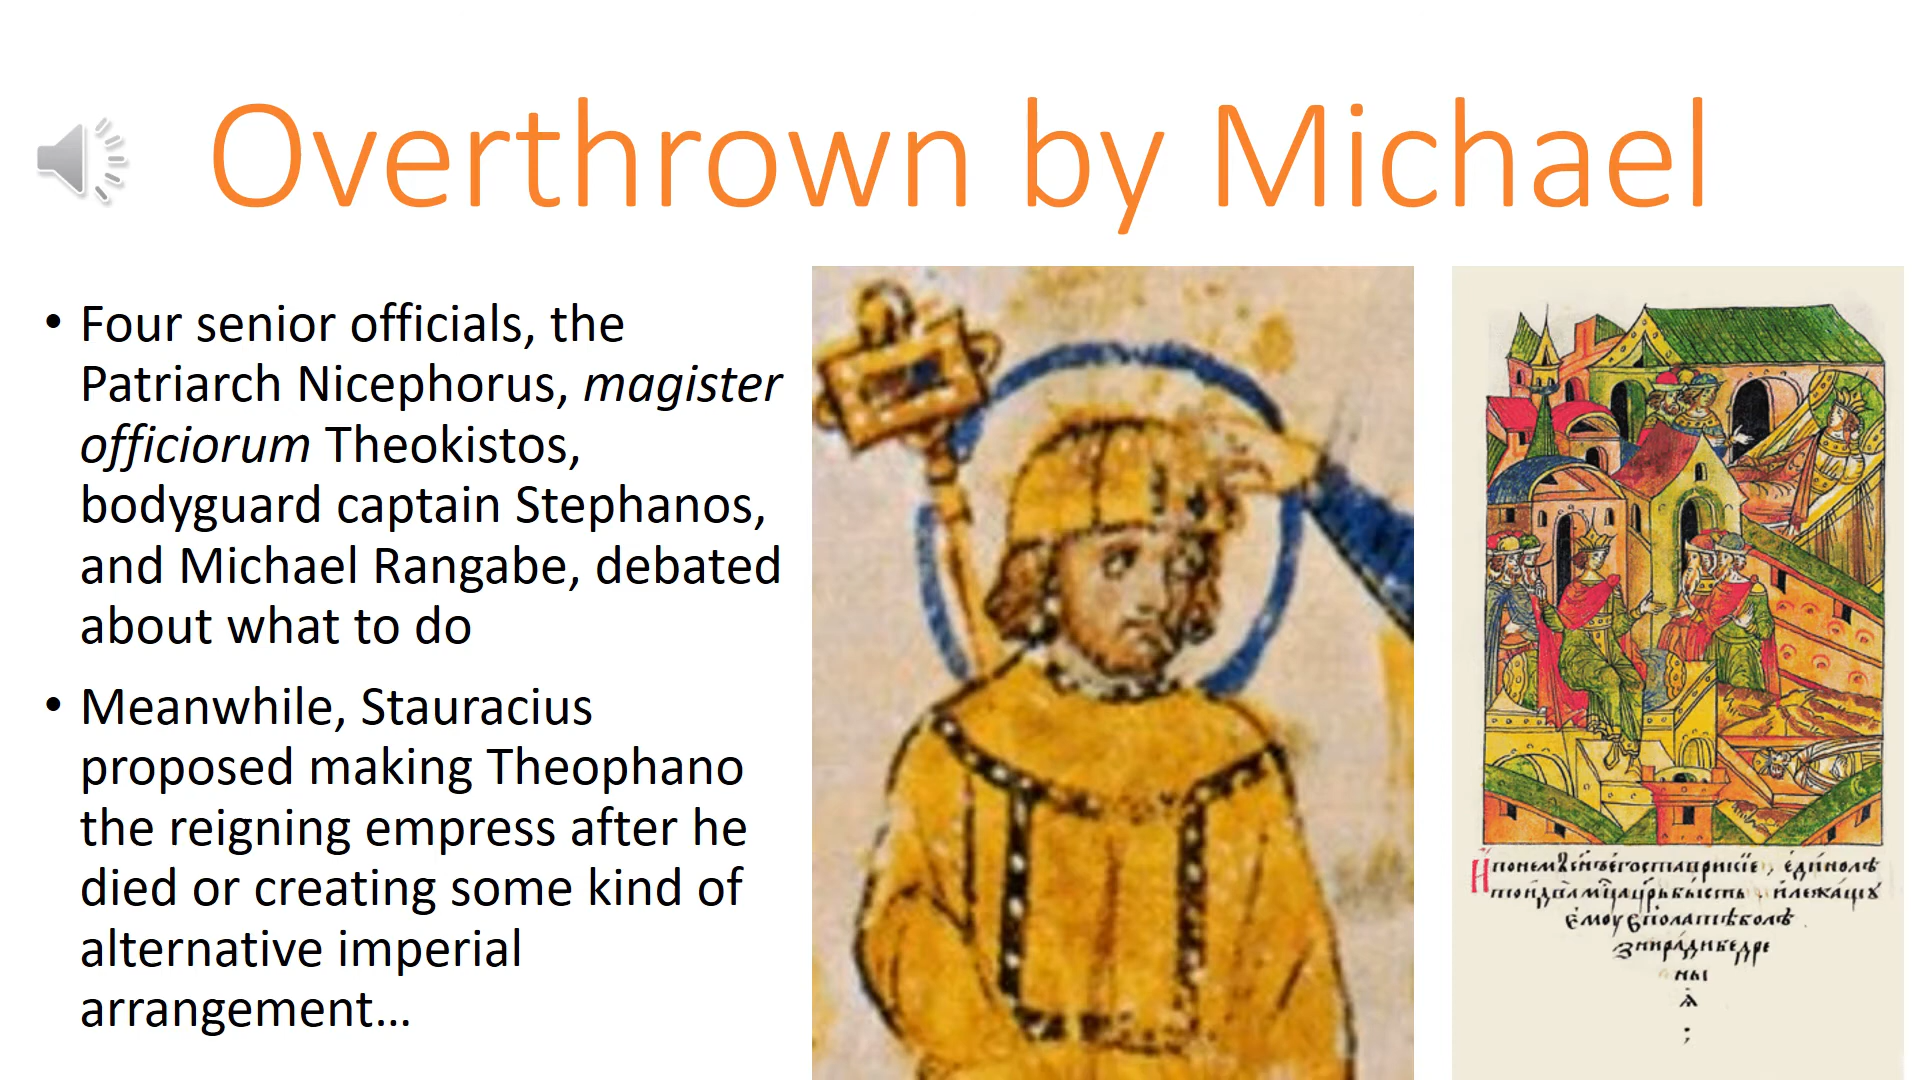 Overthrown by Michael
• Four senior officials, the
Patriarch Nicephorus, magister
officiorum Theokistos,
bodyguard captain Stephanos,
and Michael Rangabe, debated
about what to do
• Meanwhile, Stauracius
proposed making Theophano
the reigning empress after he
died or creating some kind of
alternative imperial
arrangement...